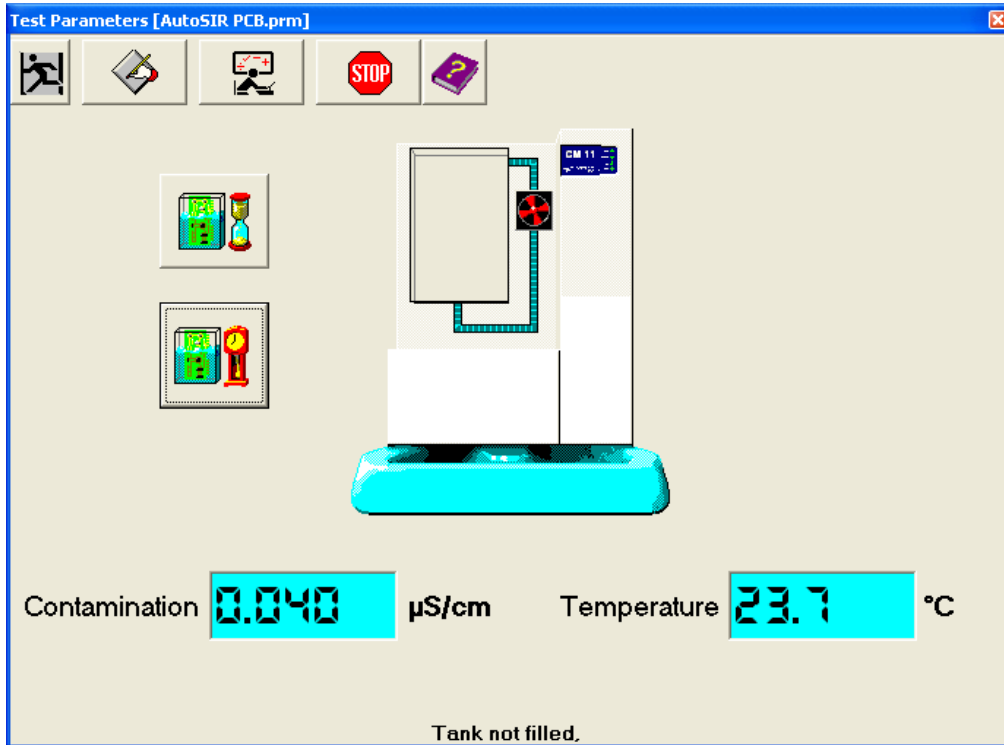 Test Parameters [AutoSIR PCB.prm]
STOP
CM 11
Contamination 0.040 µS/cm Temperature 23.7 °C
Tank not filled,